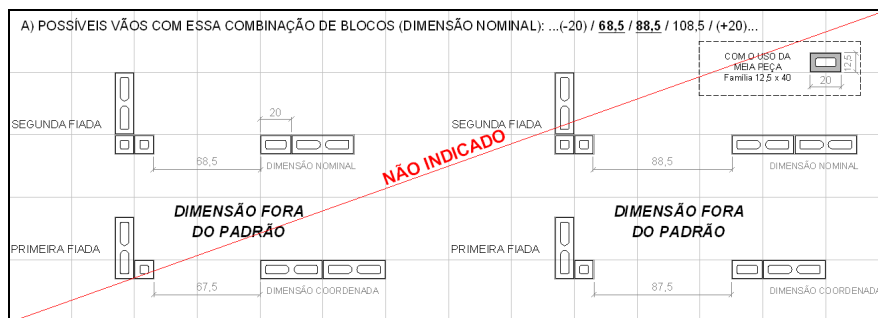 A) POSSÍVEIS VÃOS COM ESSA COMBINAÇÃO DE BLOCOS (DIMENSÃO NOMINAL): ...(-20) / 68,5 / 88,5 / 108,5 / (+20)...
COM O USO DA
MEIA PEÇA
Família 12,5 x 40
12,5
20
SEGUNDA FIADA
20
68,5
DIMENSÃO NOMINAL
SEGUNDA FIADA
88,5
DIMENSÃO NOMINAL
NÃO INDICADO
DIMENSÃO FORA
DO PADRÃO
DIMENSÃO FORA
DO PADRÃO
PRIMEIRA FIADA
67,5
DIMENSÃO COORDENADA
PRIMEIRA FIADA
87,5
DIMENSÃO COORDENADA